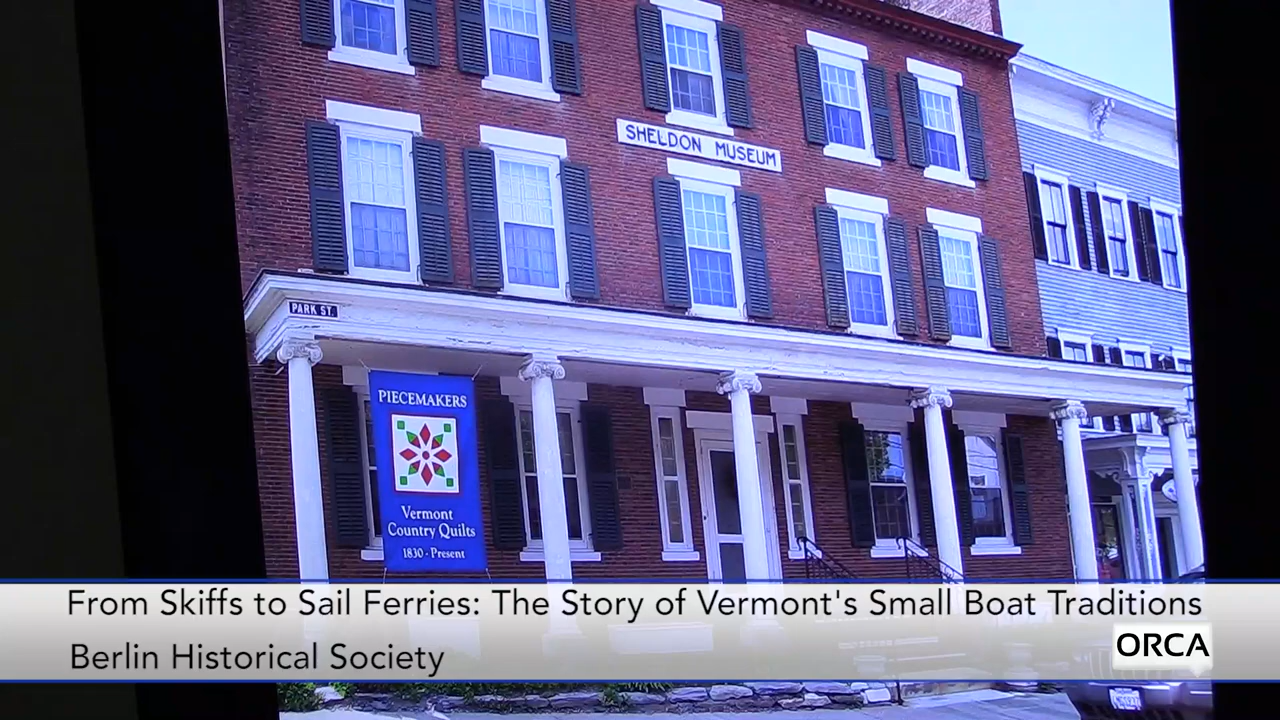 SHELDON MUSEUM
PARK ST.
PIECEMAKERS
Vermont
Country Quilts
1830 - Present
From Skiffs to Sail Ferries: The Story of Vermont's Small Boat Traditions
Berlin Historical Society
ORCA